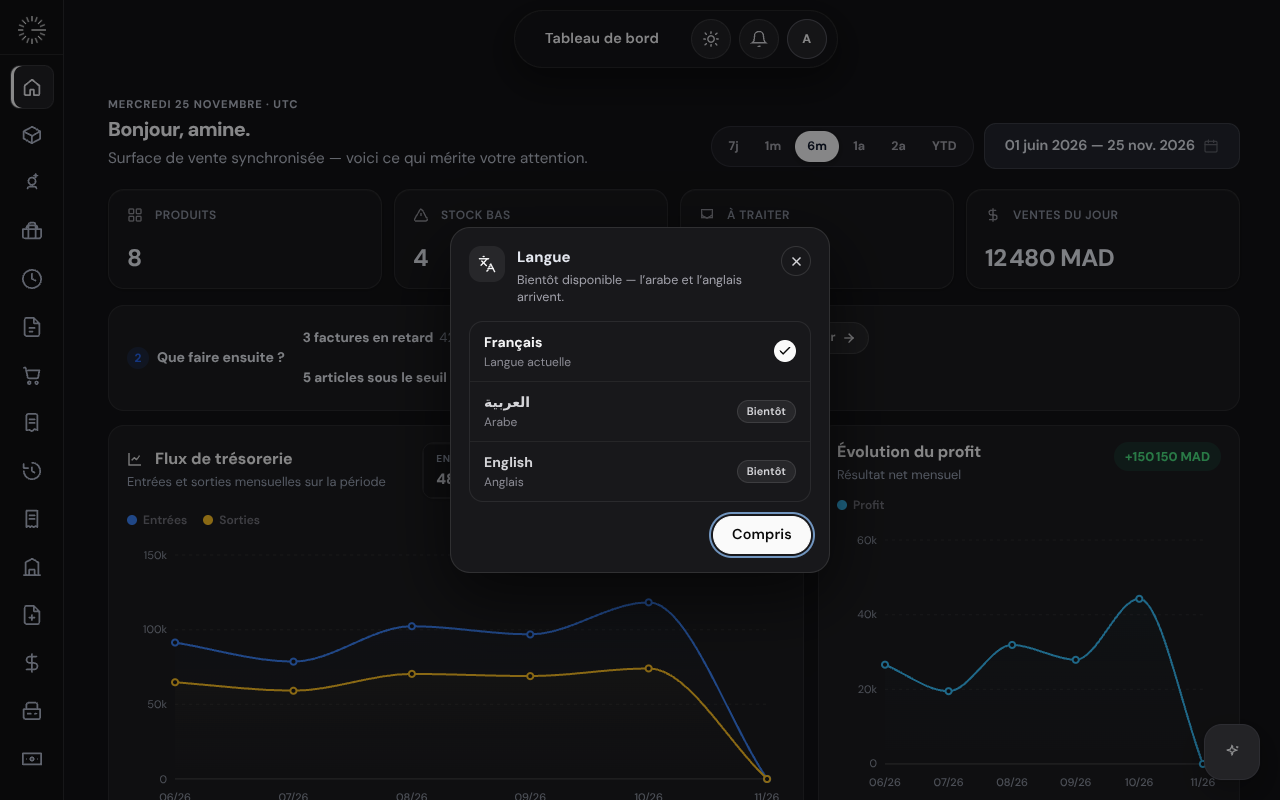 Tableau de bord
A
MERCREDI 25 NOVEMBRE · UTC
Bonjour, amine.
Surface de vente synchronisée — voici ce qui mérite votre attention.
7j 1m 6m 1a 2a YTD
01 juin 2026 — 25 nov. 2026
PRODUITS
8
STOCK BAS
4
À TRAITER
VENTES DU JOUR
12 480 MAD
2 Que faire ensuite ?
3 factures en retard
5 articles sous le seuil
Langue
Bientôt disponible — l’arabe et l’anglais
arrivent.
Français
Langue actuelle
العربية
Arabe
Bientôt
English
Anglais
Bientôt
Compris
Flux de trésorerie
Entrées et sorties mensuelles sur la période
Entrées Sorties
150k
100k
50k
0
06/26 07/26 08/26 09/26 10/26 11/26
Évolution du profit
Résultat net mensuel
+150 150 MAD
Profit
60k
40k
20k
0
06/26 07/26 08/26 09/26 10/26 11/26